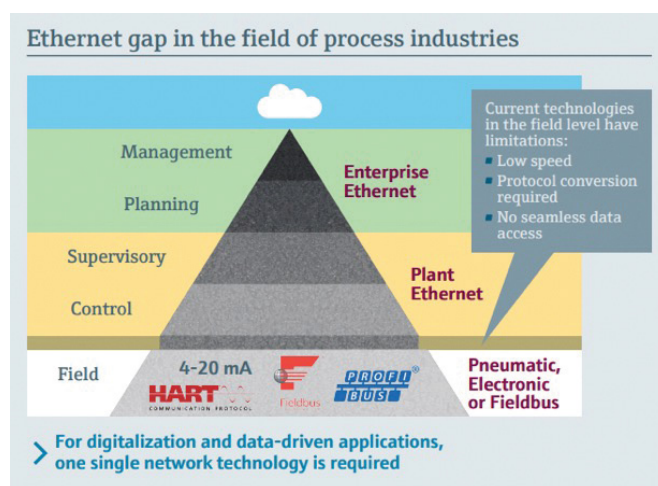 Ethernet gap in the field of process industries
Current technologies
in the field level have
limitations:
Low speed
Protocol conversion
required
No seamless data
access
Management
Planning
Enterprise
Ethernet
Supervisory
Control
Plant
Ethernet
Field
4-20 mA
HART
COMMUNICATION PROTOCOL
Fieldbus
PROFI
BUS®
Pneumatic,
Electronic
or Fieldbus
For digitalization and data-driven applications,
one single network technology is required